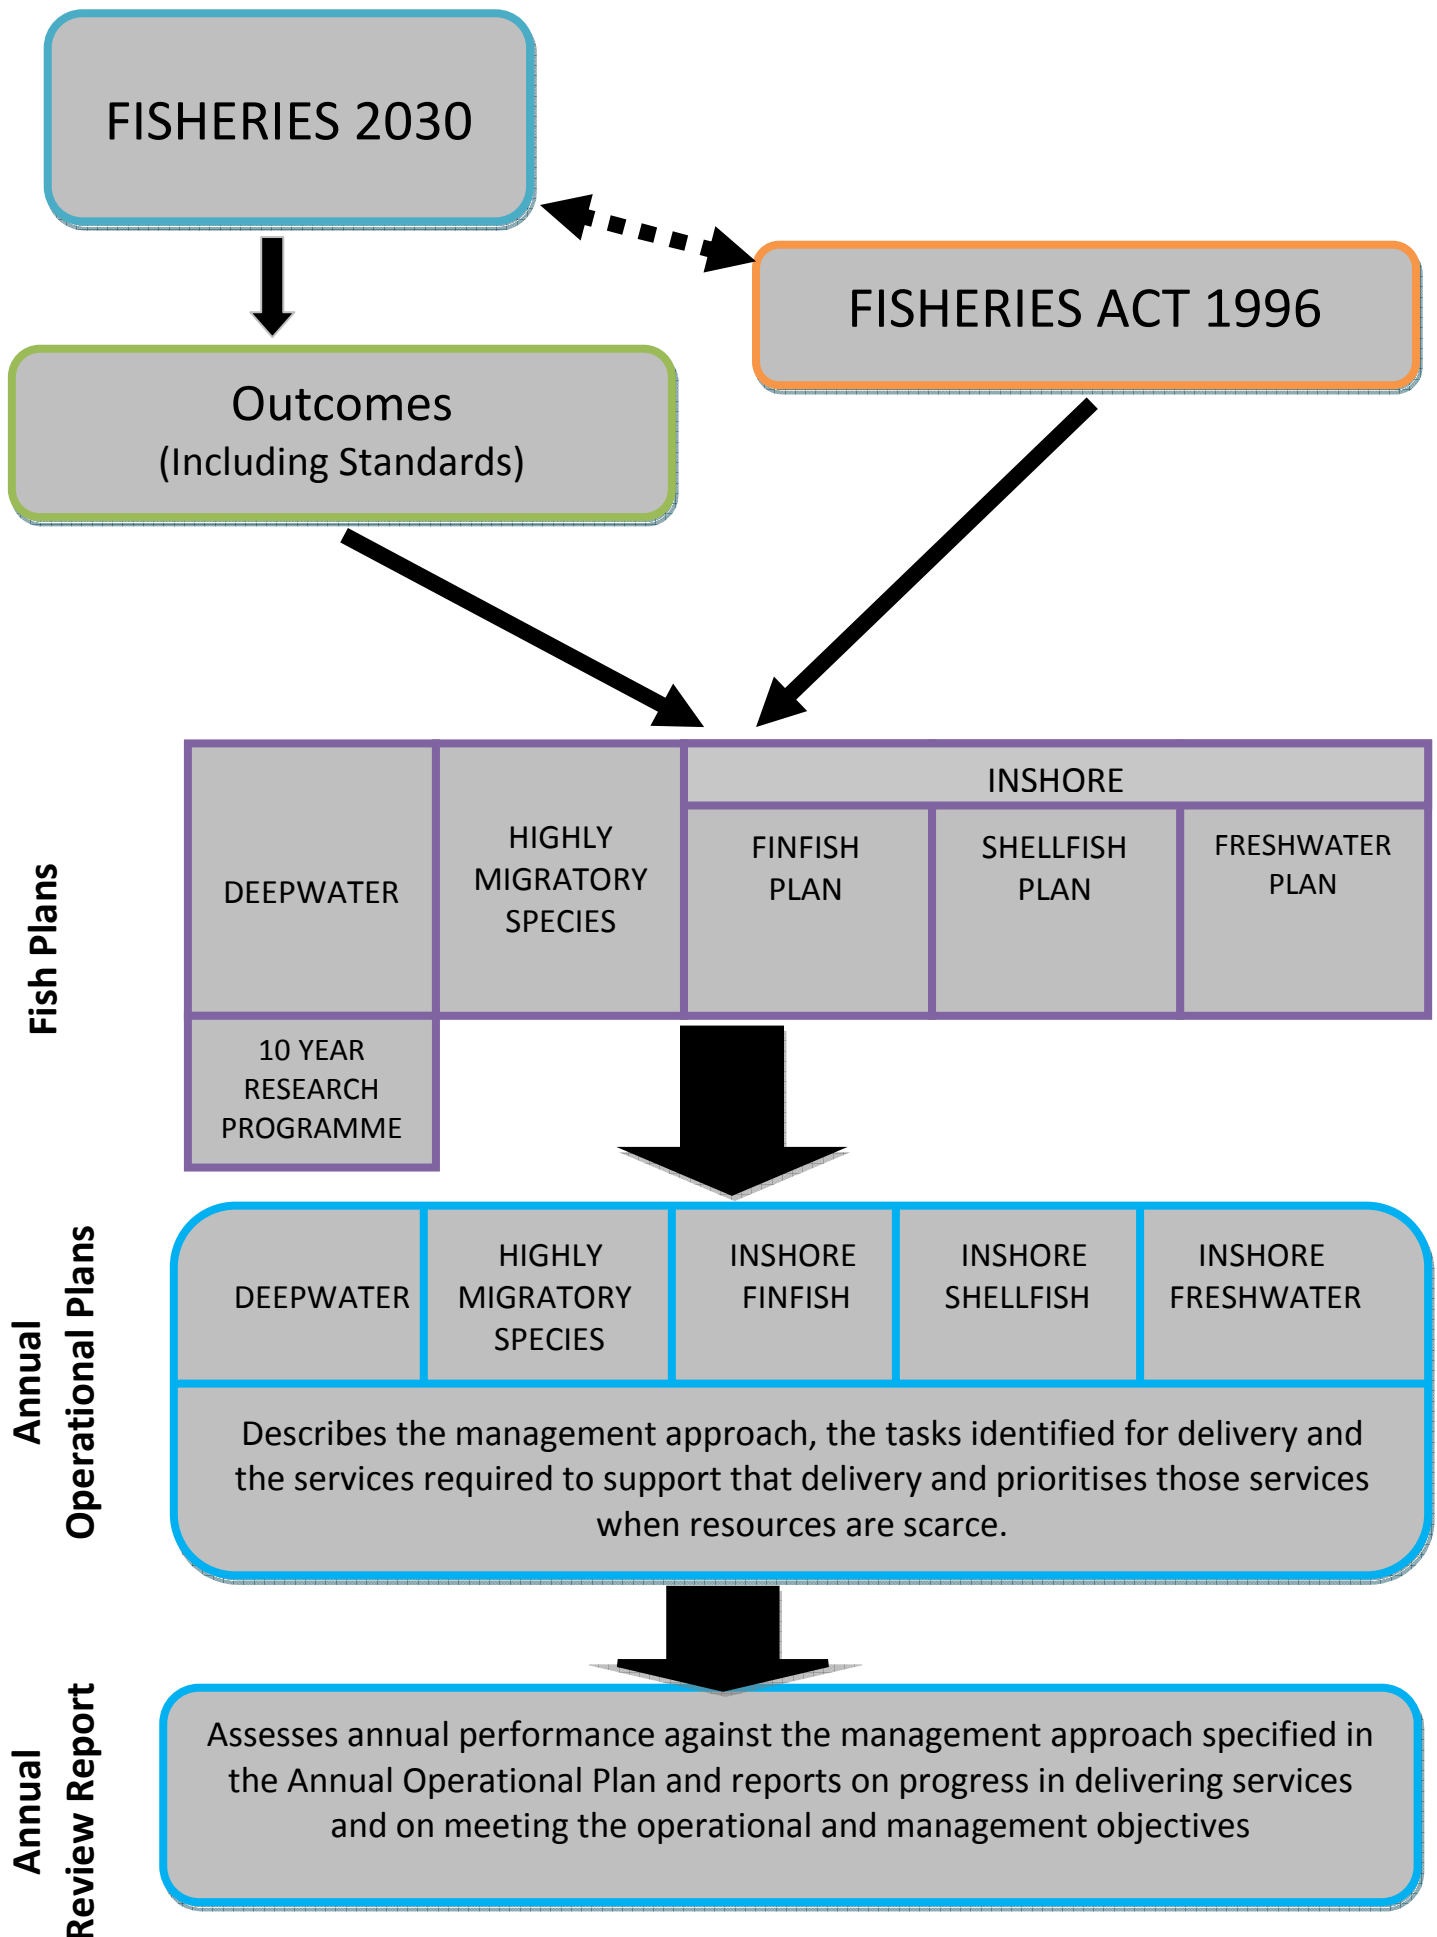 FISHERIES 2030
FISHERIES ACT 1996
Outcomes
(Including Standards)
Fish Plans
DEEPWATER
HIGHLY
MIGRATORY
SPECIES
INSHORE
FINFISH
PLAN
SHELLFISH
PLAN
FRESHWATER
PLAN
10 YEAR
RESEARCH
PROGRAMME
Annual
Operational Plans
DEEPWATER
HIGHLY
MIGRATORY
SPECIES
INSHORE
FINFISH
INSHORE
SHELLFISH
INSHORE
FRESHWATER
Describes the management approach, the tasks identified for delivery and
the services required to support that delivery and prioritises those services
when resources are scarce.
Annual
Review Report
Assesses annual performance against the management approach specified in
the Annual Operational Plan and reports on progress in delivering services
and on meeting the operational and management objectives